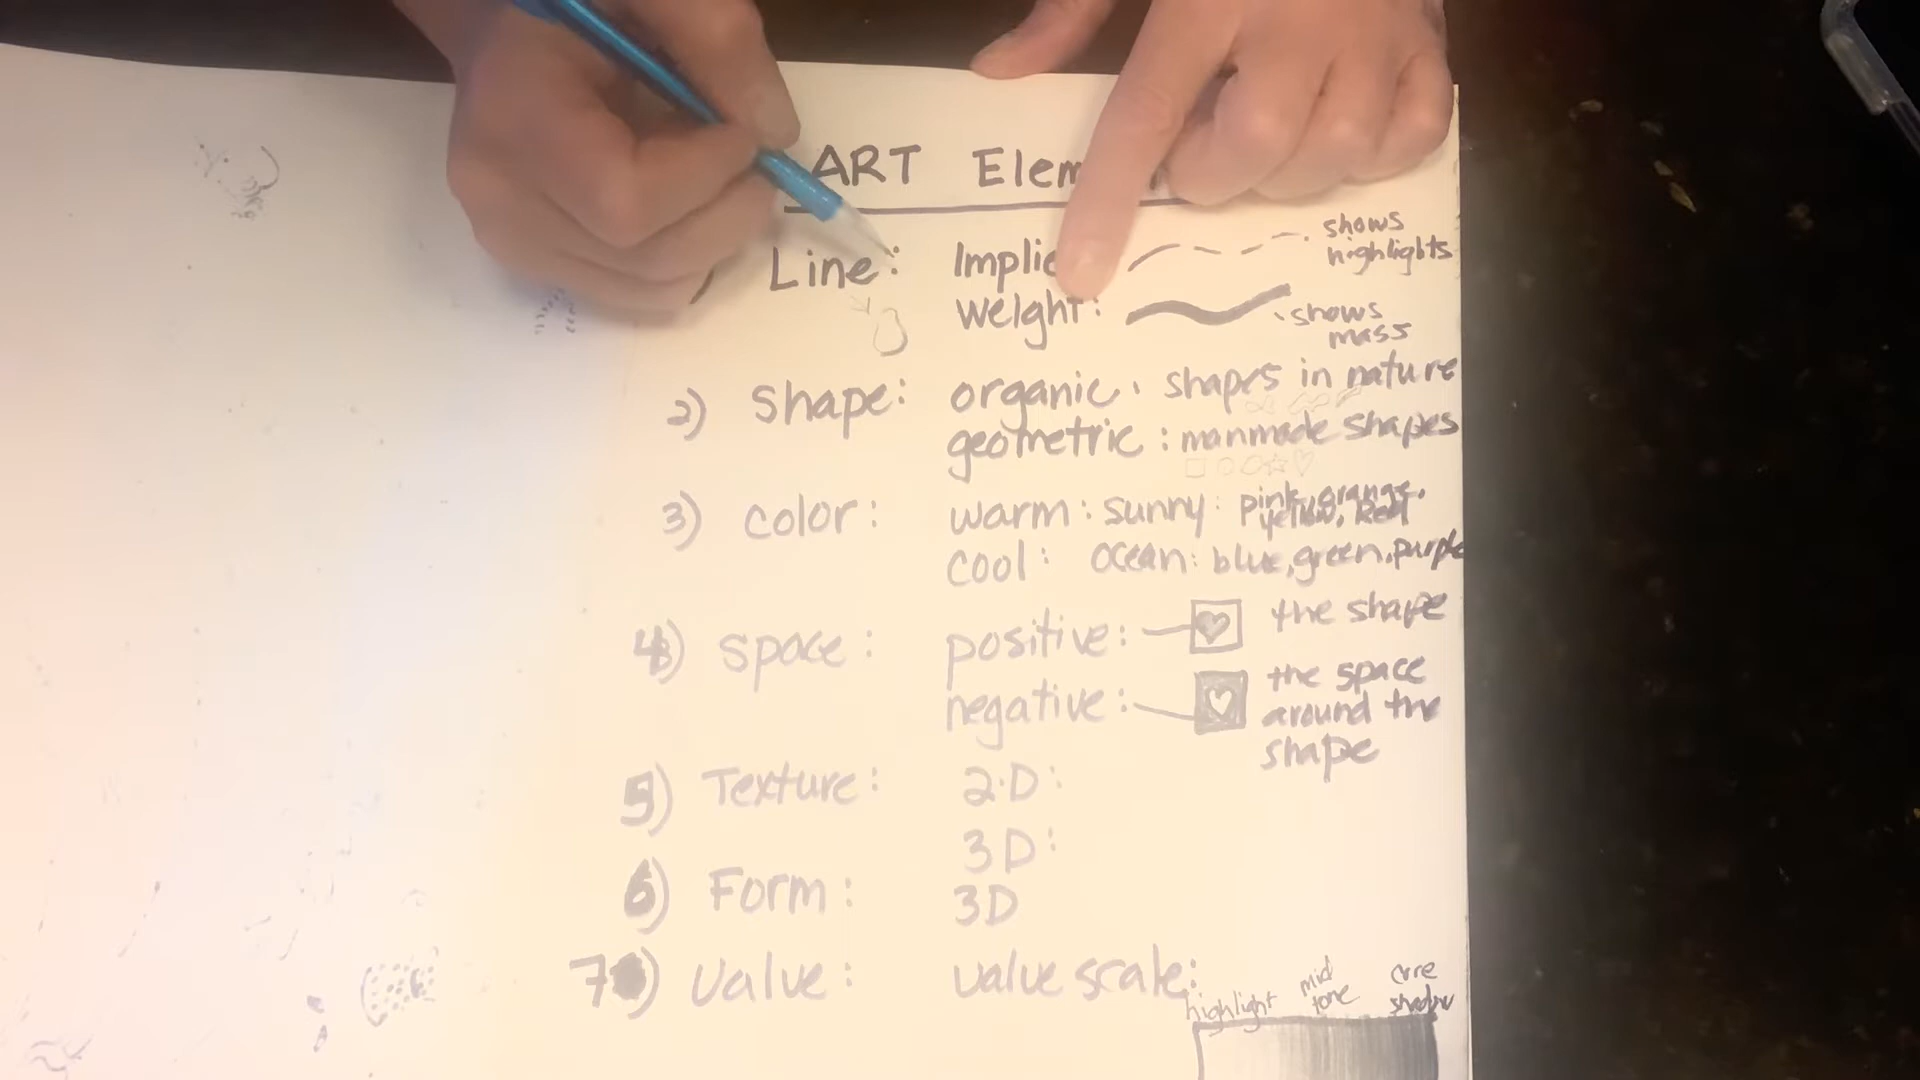 ART Elem
Line: Implie
shows
highlights
weight:
shows
mass
2) Shape: organic: shapes in nature
geometric: manmade shapes
3) color: warm: sunny: pink, orange,
yellow, Red
cool: ocean: blue, green, purple
4) space: positive: the shape
negative: the space
around the
shape
5) Texture: 2-D:
3D:
6) Form: 3D
7) value: value scale:
highlight mid
tone core
shadow